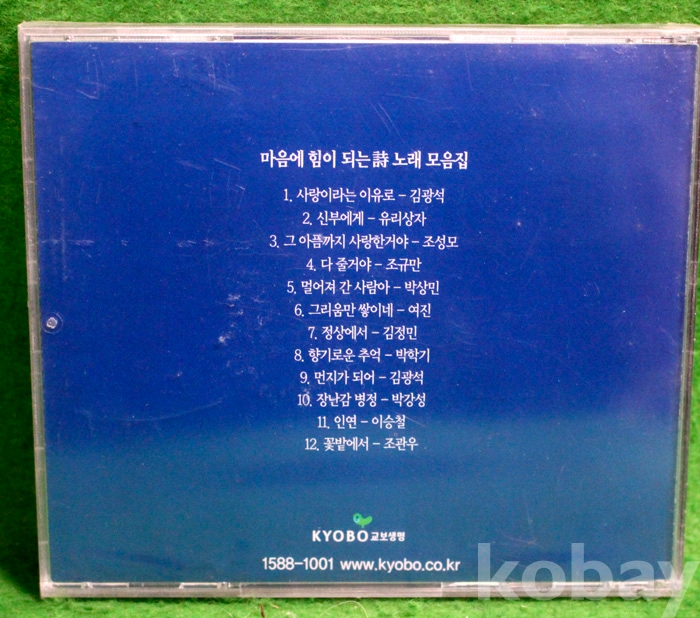 마음에 힘이 되는 詩 노래 모음집
1. 사랑이라는 이유로 - 김광석
2. 신부에게 - 유리상자
3. 그 아픔까지 사랑한거야 - 조성모
4. 다 줄거야 - 조규만
5. 멀어져 간 사람아 - 박상민
6. 그리움만 쌓이네 - 여진
7. 정상에서 - 김정민
8. 향기로운 추억 - 박학기
9. 먼지가 되어 - 김광석
10. 장난감 병정 - 박강성
11. 인연 - 이승철
12. 꽃밭에서 - 조관우
KYOBO 교보생명
1588-1001 www.kyobo.co.kr
kobay